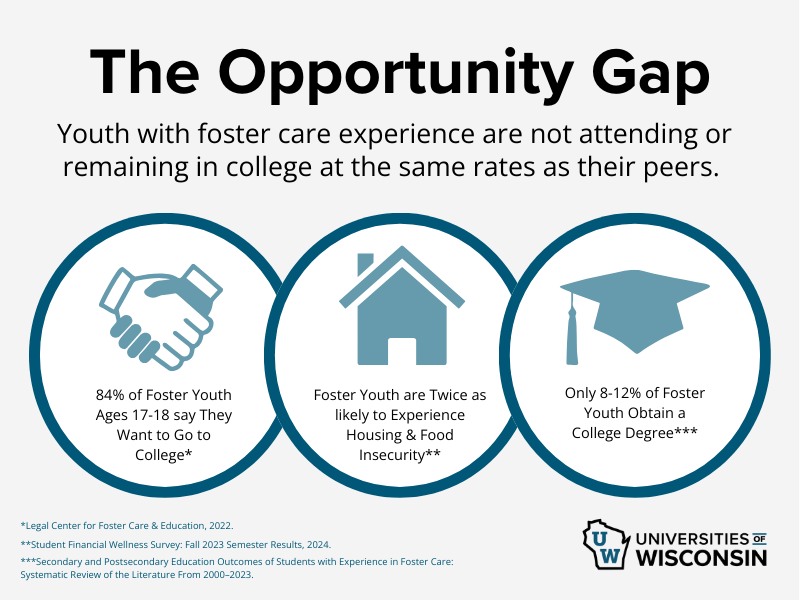 The Opportunity Gap
Youth with foster care experience are not attending or
remaining in college at the same rates as their peers.
84% of Foster Youth
Ages 17-18 say They
Want to Go to
College*
Foster Youth are Twice as
likely to Experience
Housing & Food
Insecurity**
Only 8-12% of Foster
Youth Obtain a
College Degree***
*Legal Center for Foster Care & Education, 2022.
**Student Financial Wellness Survey: Fall 2023 Semester Results, 2024.
***Secondary and Postsecondary Education Outcomes of Students with Experience in Foster Care:
Systematic Review of the Literature From 2000–2023.
U
W
UNIVERSITIES OF
WISCONSIN